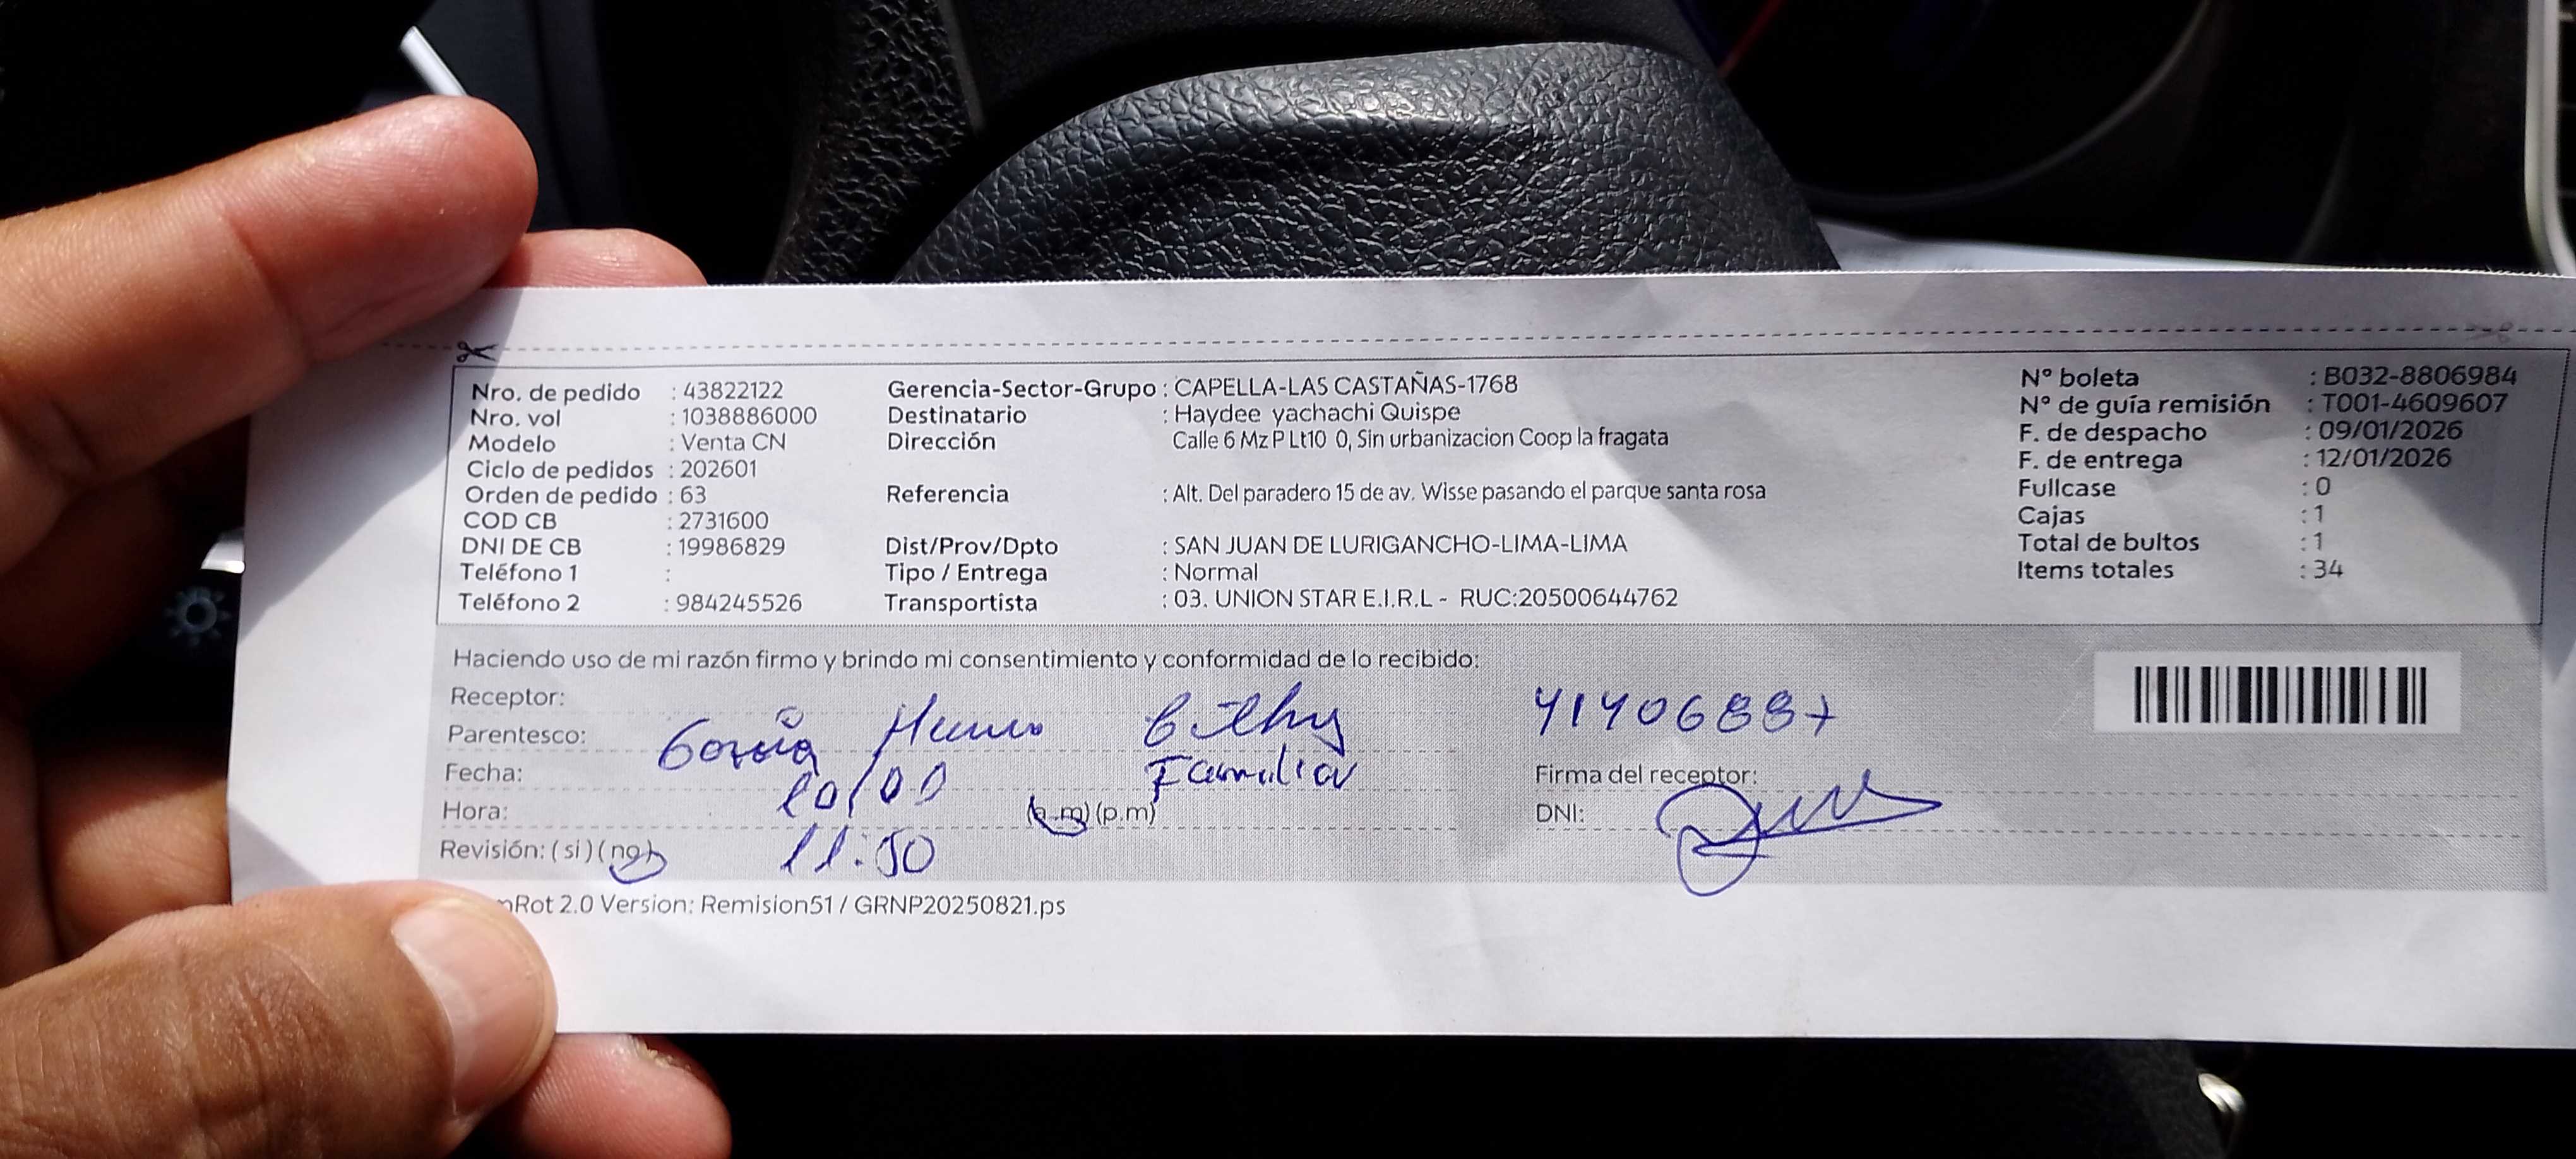 Nro. de pedido : 43822122
Nro. vol : 1038886000
Modelo : Venta CN
Ciclo de pedidos : 202601
Orden de pedido : 63
COD CB : 2731600
DNI DE CB : 19986829
Teléfono 1 :
Teléfono 2 : 984245526
Gerencia-Sector-Grupo : CAPELLA-LAS CASTAÑAS-1768
Destinatario : Haydee yachachi Quispe
Dirección Calle 6 Mz P Lt10 0, Sin urbanizacion Coop la fragata
Referencia : Alt. Del paradero 15 de av. Wisse pasando el parque santa rosa
Dist/Prov/Dpto : SAN JUAN DE LURIGANCHO-LIMA-LIMA
Tipo / Entrega : Normal
Transportista : 03. UNION STAR E.I.R.L - RUC:20500644762
N° boleta : B032-8806984
N° de guía remisión : T001-4609607
F. de despacho : 09/01/2026
F. de entrega : 12/01/2026
Fullcase : 0
Cajas : 1
Total de bultos : 1
Items totales : 34
Haciendo uso de mi razón firmo y brindo mi consentimiento y conformidad de lo recibido:
Receptor:
Parentesco: Familia
Fecha:
Hora: (a.m) (p.m)
Revisión: ( si ) ( no ) 11:50
41406887
Firma del receptor:
DNI:
Rot 2.0 Version: Remision51 / GRNP20250821.ps